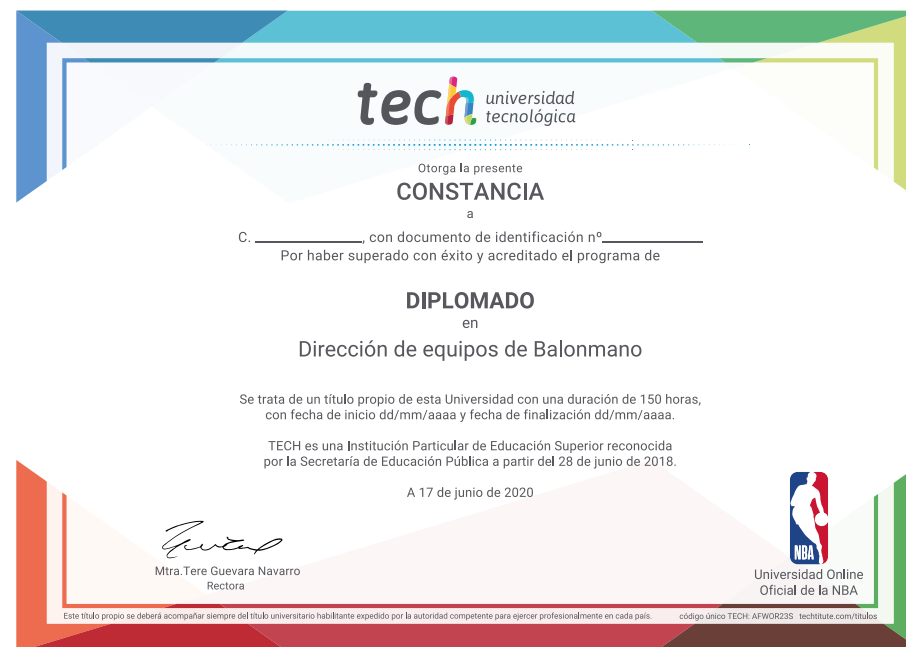 tech universidad
tecnológica
Otorga la presente
CONSTANCIA
a
C. ____________, con documento de identificación nº____________
Por haber superado con éxito y acreditado el programa de
DIPLOMADO
en
Dirección de equipos de Balonmano
Se trata de un título propio de esta Universidad con una duración de 150 horas,
con fecha de inicio dd/mm/aaaa y fecha de finalización dd/mm/aaaa.
TECH es una Institución Particular de Educación Superior reconocida
por la Secretaría de Educación Pública a partir del 28 de junio de 2018.
A 17 de junio de 2020
Mtra.Tere Guevara Navarro
Rectora
NBA
Universidad Online
Oficial de la NBA
Este título propio se deberá acompañar siempre del título universitario habilitante expedido por la autoridad competente para ejercer profesionalmente en cada país. código único TECH: AFWOR23S techtitute.com/titulos